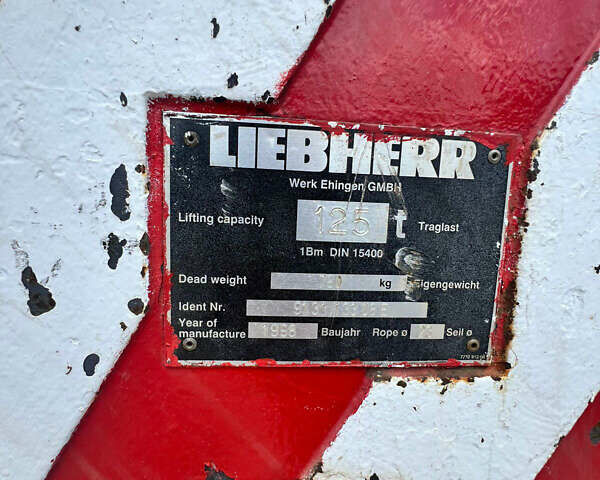 LIEBHERR
Werk Ehingen GMBH
Lifting capacity 125 t Traglast
1Bm DIN 15400
Dead weight kg Eigengewicht
Ident Nr.
Year of
manufacture Baujahr Rope ø Seil ø